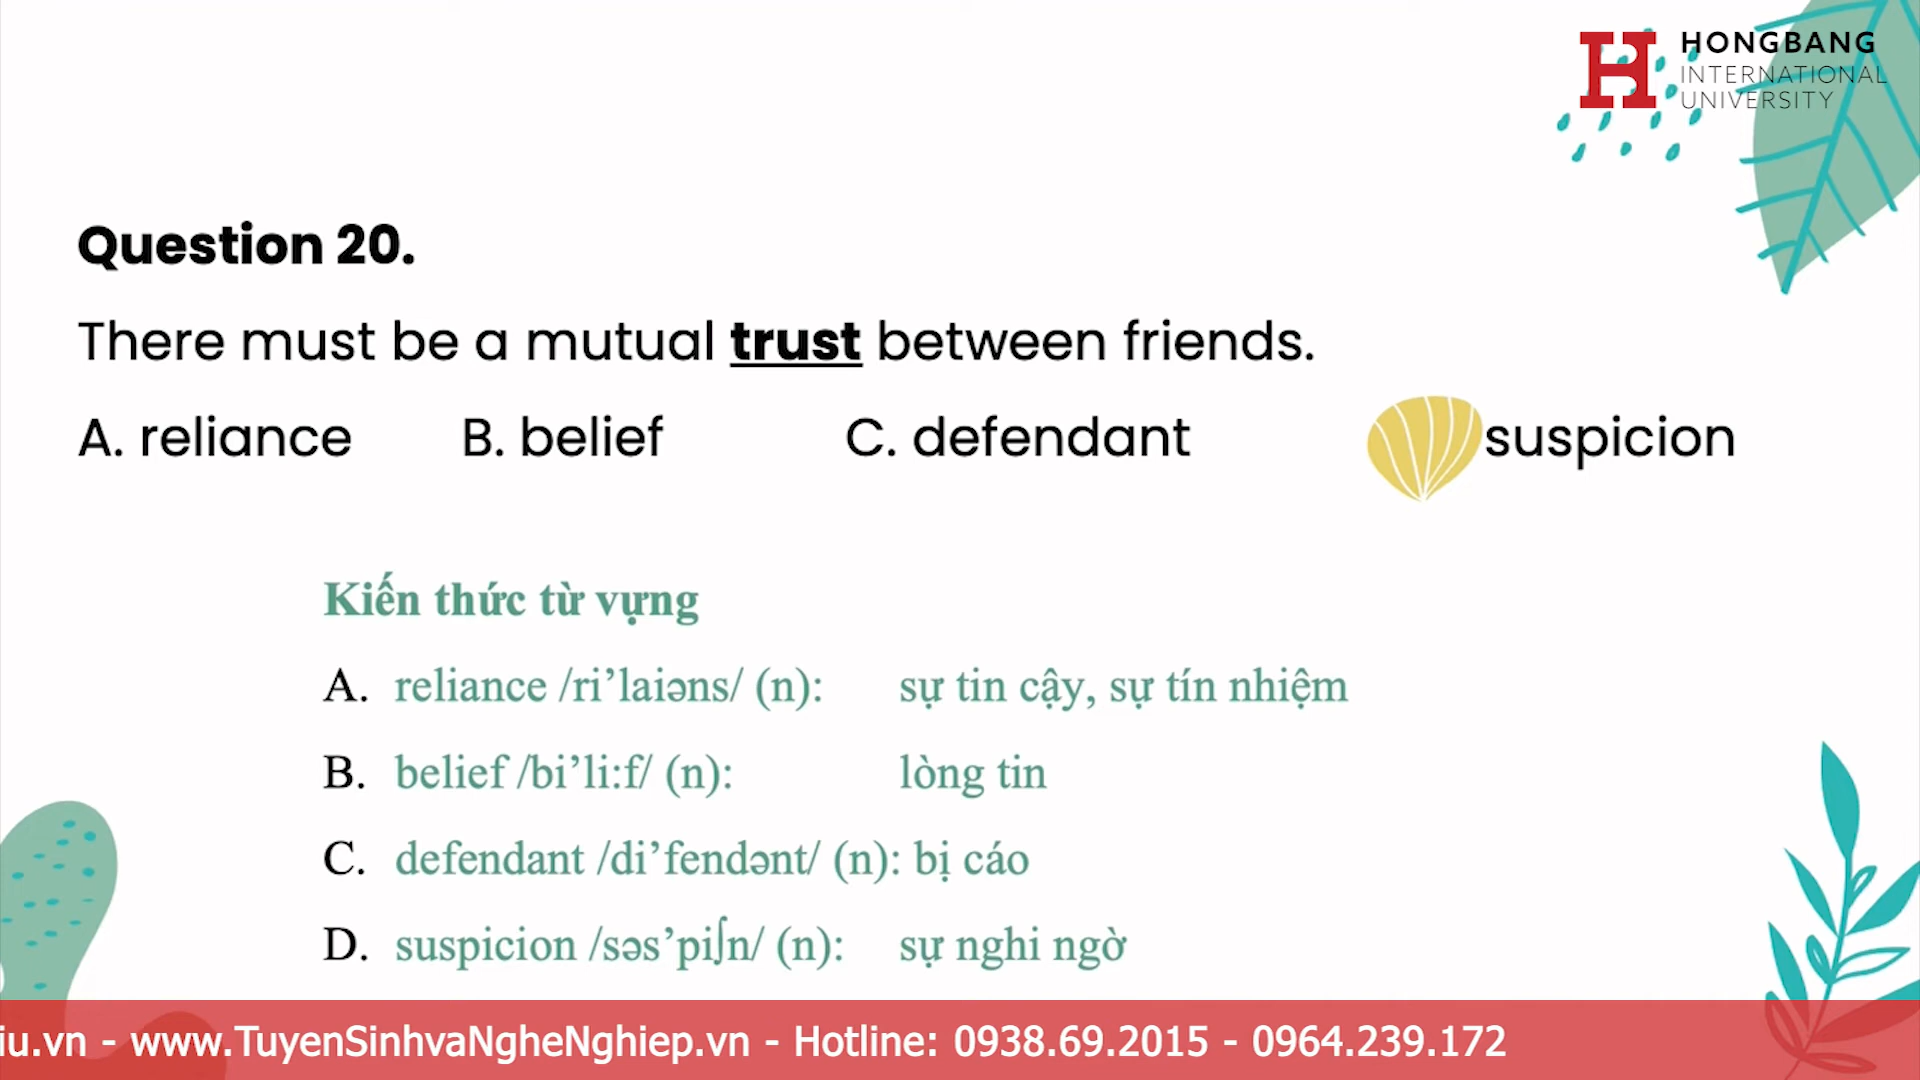 HONGBANG
INTERNATIONAL
UNIVERSITY
Question 20.
There must be a mutual trust between friends.
A. reliance B. belief C. defendant suspicion
Kiến thức từ vựng
A. reliance /ri’laiəns/ (n): sự tin cậy, sự tín nhiệm
B. belief /bi’li:f/ (n): lòng tin
C. defendant /di’fendənt/ (n): bị cáo
D. suspicion /səs’piʃn/ (n): sự nghi ngờ
iu.vn - www.TuyenSinhvaNgheNghiep.vn - Hotline: 0938.69.2015 - 0964.239.172